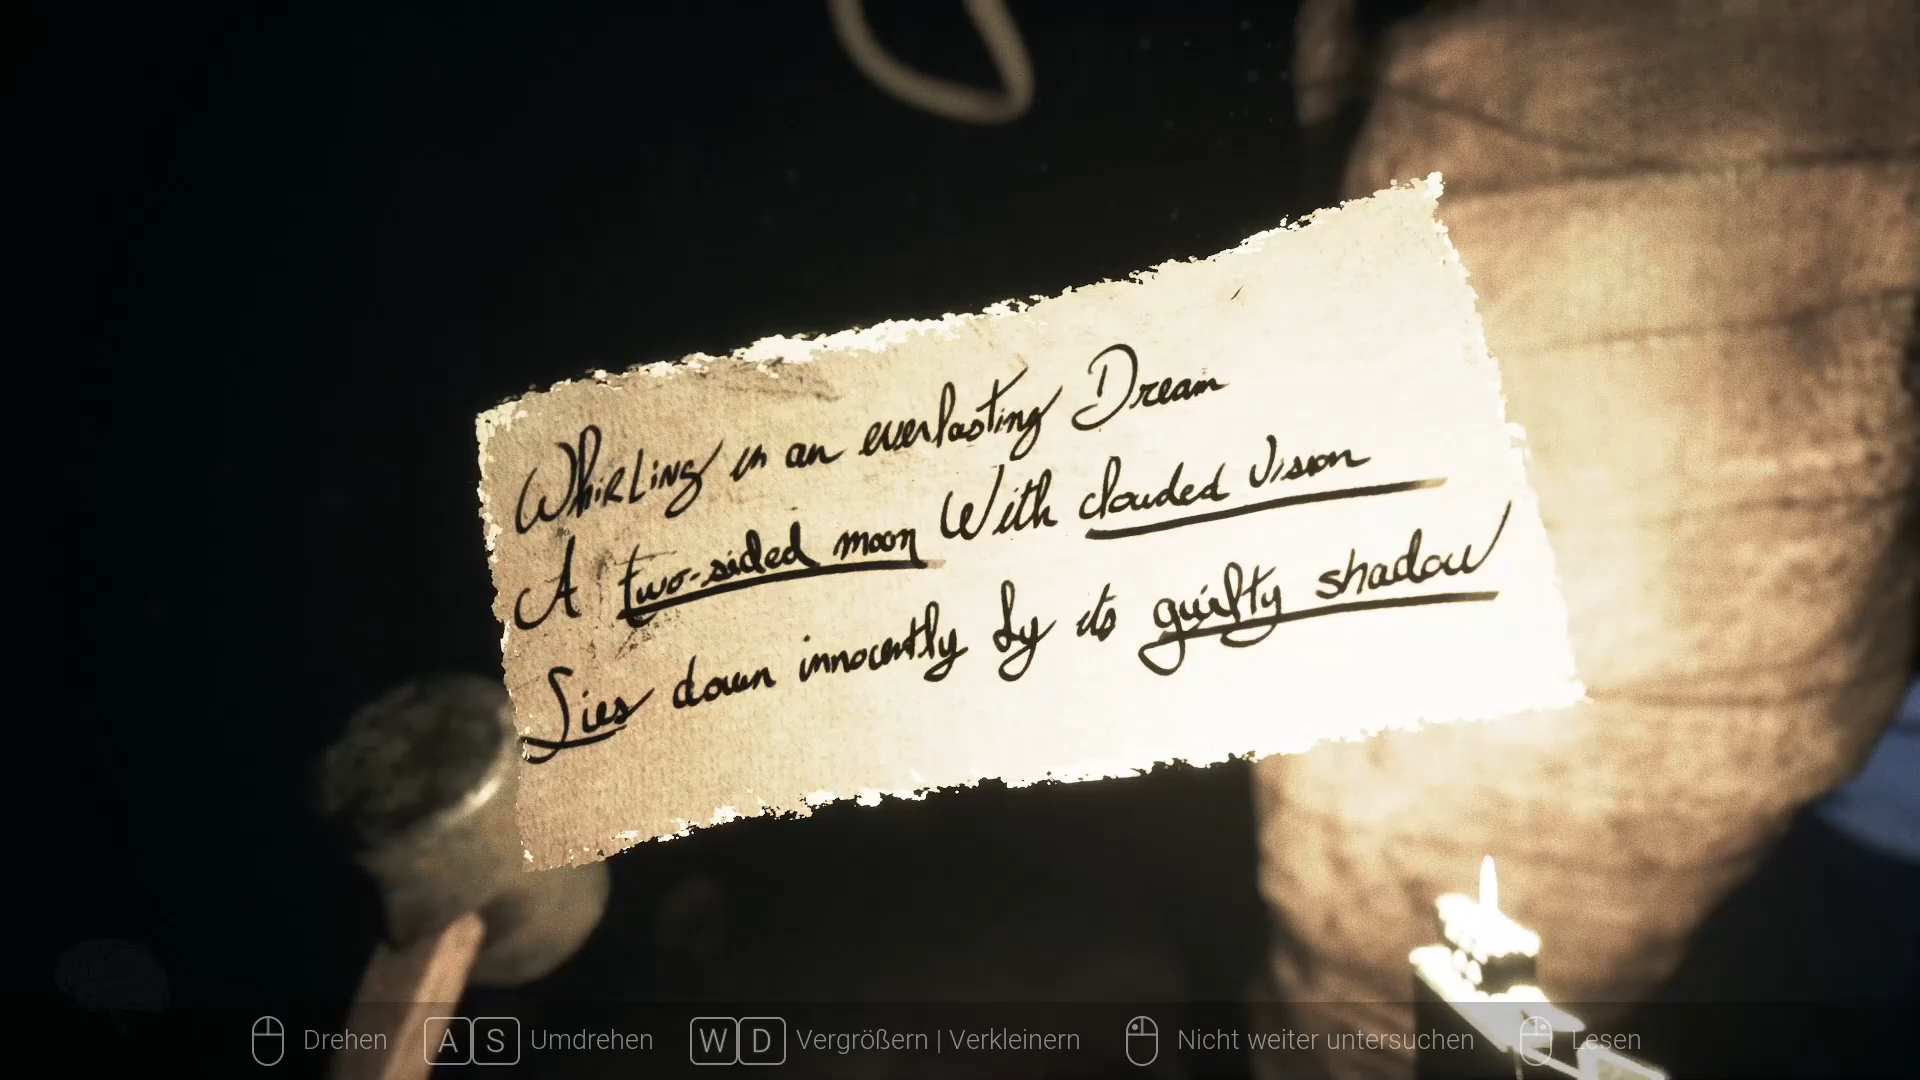 Whirling in an everlasting Dream
A two-sided moon With clouded vision
Lies down innocently by its guilty shadow
Drehen A S Umdrehen W D Vergrößern | Verkleinern Nicht weiter untersuchen Lesen